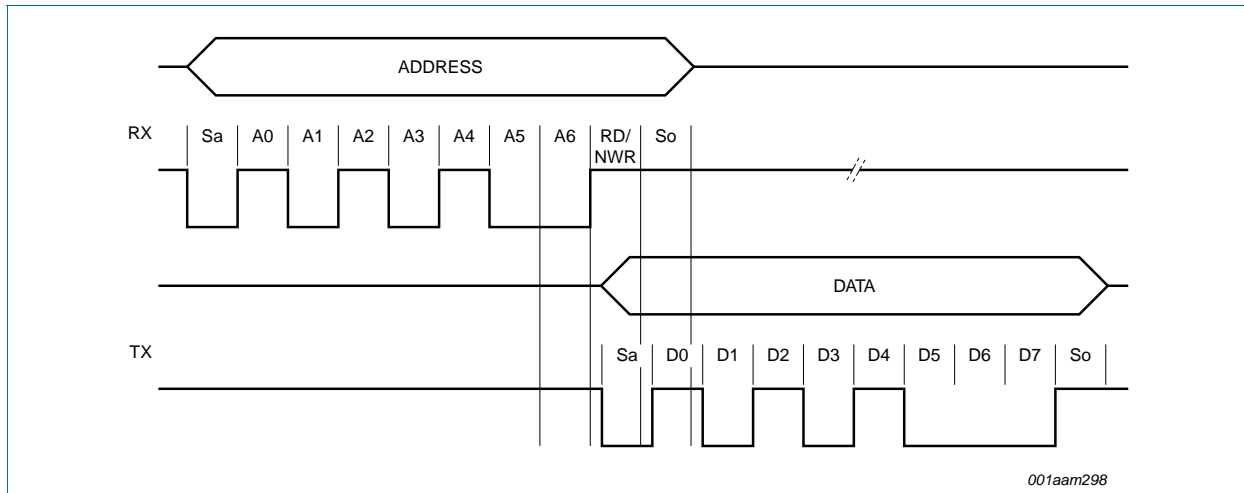 ADDRESS
RX Sa A0 A1 A2 A3 A4 A5 A6 RD/ So
NWR
DATA
TX Sa D0 D1 D2 D3 D4 D5 D6 D7 So
001aam298